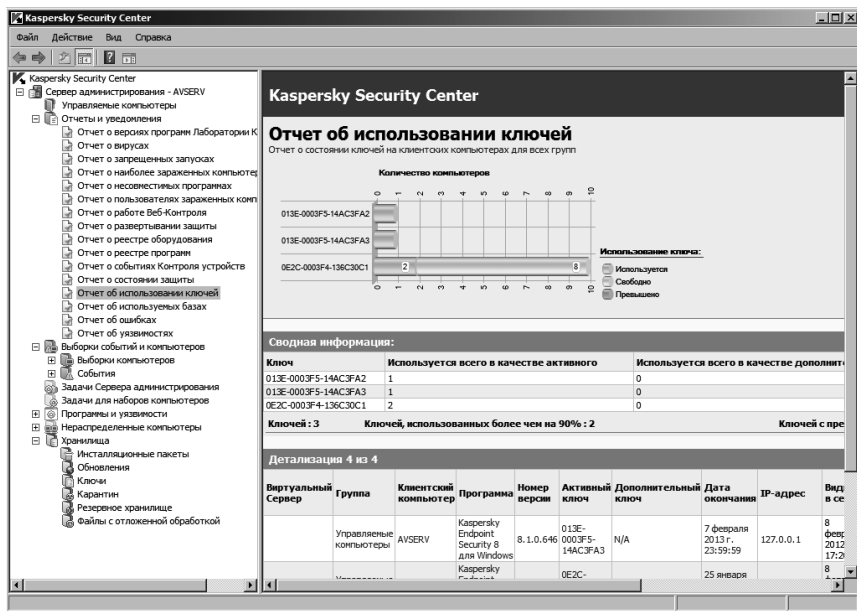 Kaspersky Security Center
Файл Действие Вид Справка
Kaspersky Security Center
Сервер администрирования - AVSERV
Управляемые компьютеры
Отчеты и уведомления
Отчет о версиях программ Лаборатории К
Отчет о вирусах
Отчет о запрещенных запусках
Отчет о наиболее зараженных компьютер
Отчет о несовместимых программах
Отчет о пользователях зараженных комп
Отчет о работе Веб-Контроля
Отчет о развертывании защиты
Отчет о реестре оборудования
Отчет о реестре программ
Отчет о событиях Контроля устройств
Отчет о состоянии защиты
Отчет об использовании ключей
Отчет об используемых базах
Отчет об ошибках
Отчет об уязвимостях
Выборки событий и компьютеров
Выборки компьютеров
События
Задачи Сервера администрирования
Задачи для наборов компьютеров
Программы и уязвимости
Нераспределенные компьютеры
Хранилища
Инсталляционные пакеты
Обновления
Ключи
Карантин
Резервное хранилище
Файлы с отложенной обработкой
Kaspersky Security Center
Отчет об использовании ключей
Отчет о состоянии ключей на клиентских компьютерах для всех групп
Количество компьютеров
0 1 2 3 4 5 6 7 8 9 10
013E-0003F5-14AC3FA2
013E-0003F5-14AC3FA3
0E2C-0003F4-136C30C1 2 8
0 1 2 3 4 5 6 7 8 9 10
Использование ключа:
Используется
Свободно
Превышено
Сводная информация:
Ключ Используется всего в качестве активного Используется всего в качестве дополнит
013E-0003F5-14AC3FA2 1 0
013E-0003F5-14AC3FA3 1 0
0E2C-0003F4-136C30C1 2 0
Ключей : 3 Ключей, использованных более чем на 90% : 2 Ключей с пре
Детализация 4 из 4
Виртуальный Сервер Группа Клиентский компьютер Программа Номер версии Активный ключ Дополнительный ключ Дата окончания IP-адрес Вид в се
Управляемые компьютеры AVSERV Kaspersky Endpoint Security 8 для Windows 8.1.0.646 013E-0003F5-14AC3FA3 N/A 7 февраля 2013 г. 23:59:59 127.0.0.1 8 февр 2012 17:2
Kaspersky 0E2C- 25 января 8